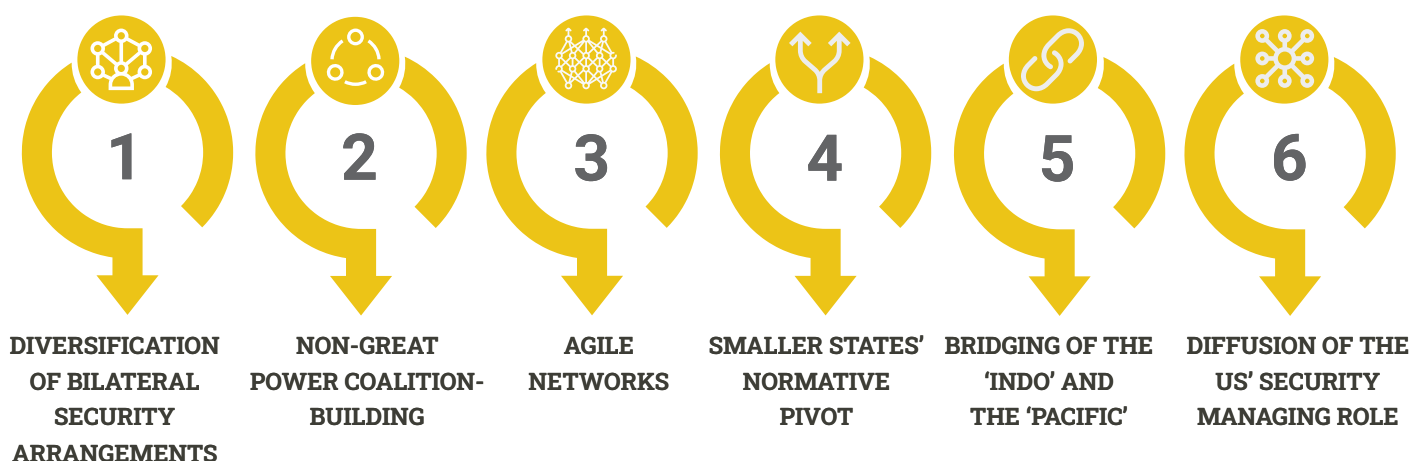 1
DIVERSIFICATION
OF BILATERAL
SECURITY
ARRANGEMENTS
2
NON-GREAT
POWER COALITION-
BUILDING
3
AGILE
NETWORKS
4
SMALLER STATES’
NORMATIVE
PIVOT
5
BRIDGING OF THE
‘INDO’ AND
THE ‘PACIFIC’
6
DIFFUSION OF THE
US’ SECURITY
MANAGING ROLE